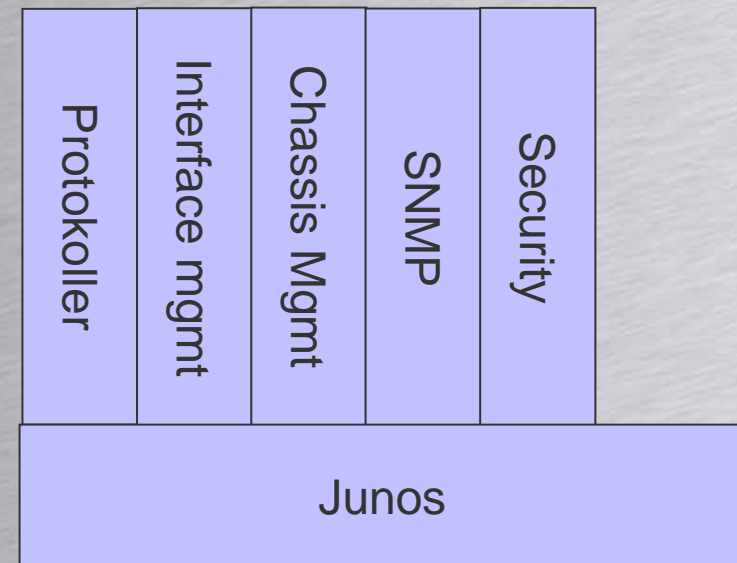 Protokoller
Interface mgmt
Chassis Mgmt
SNMP
Security
Junos